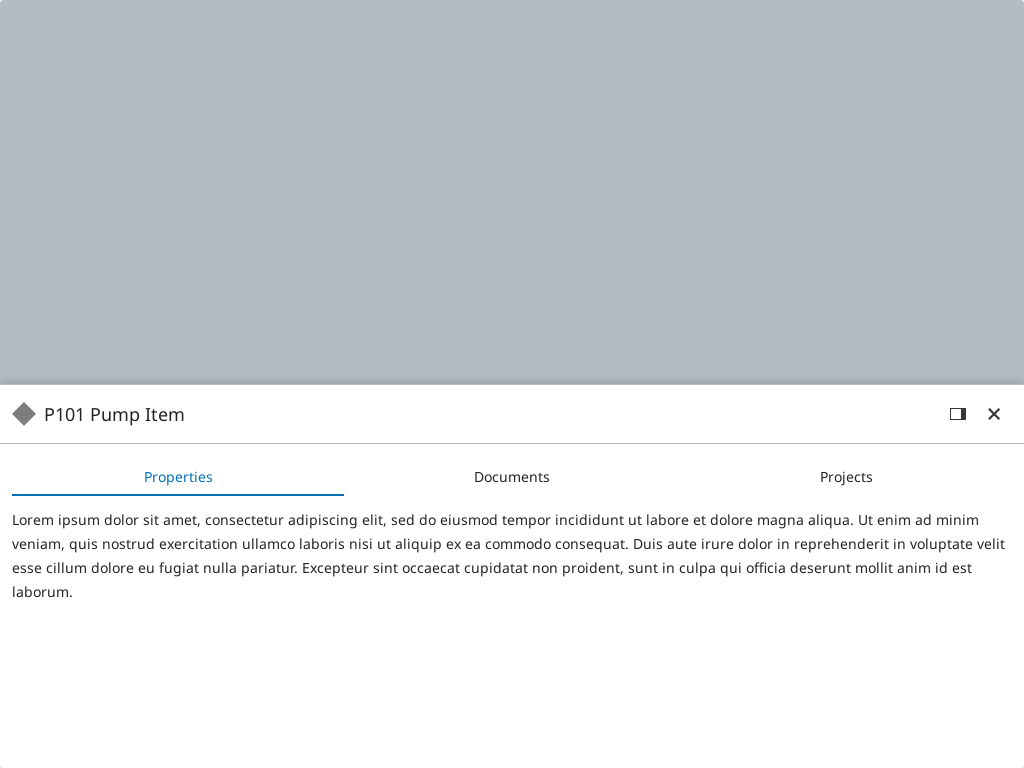 P101 Pump Item
Properties
Documents
Projects
Lorem ipsum dolor sit amet, consectetur adipiscing elit, sed do eiusmod tempor incididunt ut labore et dolore magna aliqua. Ut enim ad minim
veniam, quis nostrud exercitation ullamco laboris nisi ut aliquip ex ea commodo consequat. Duis aute irure dolor in reprehenderit in voluptate velit
esse cillum dolore eu fugiat nulla pariatur. Excepteur sint occaecat cupidatat non proident, sunt in culpa qui officia deserunt mollit anim id est
laborum.